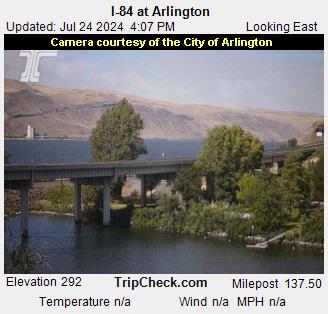 I-84 at Arlington
Updated: Jul 24 2024 4:07 PM Looking East
Camera courtesy of the City of Arlington
Elevation 292 TripCheck.com Milepost 137.50
Temperature n/a Wind n/a MPH n/a